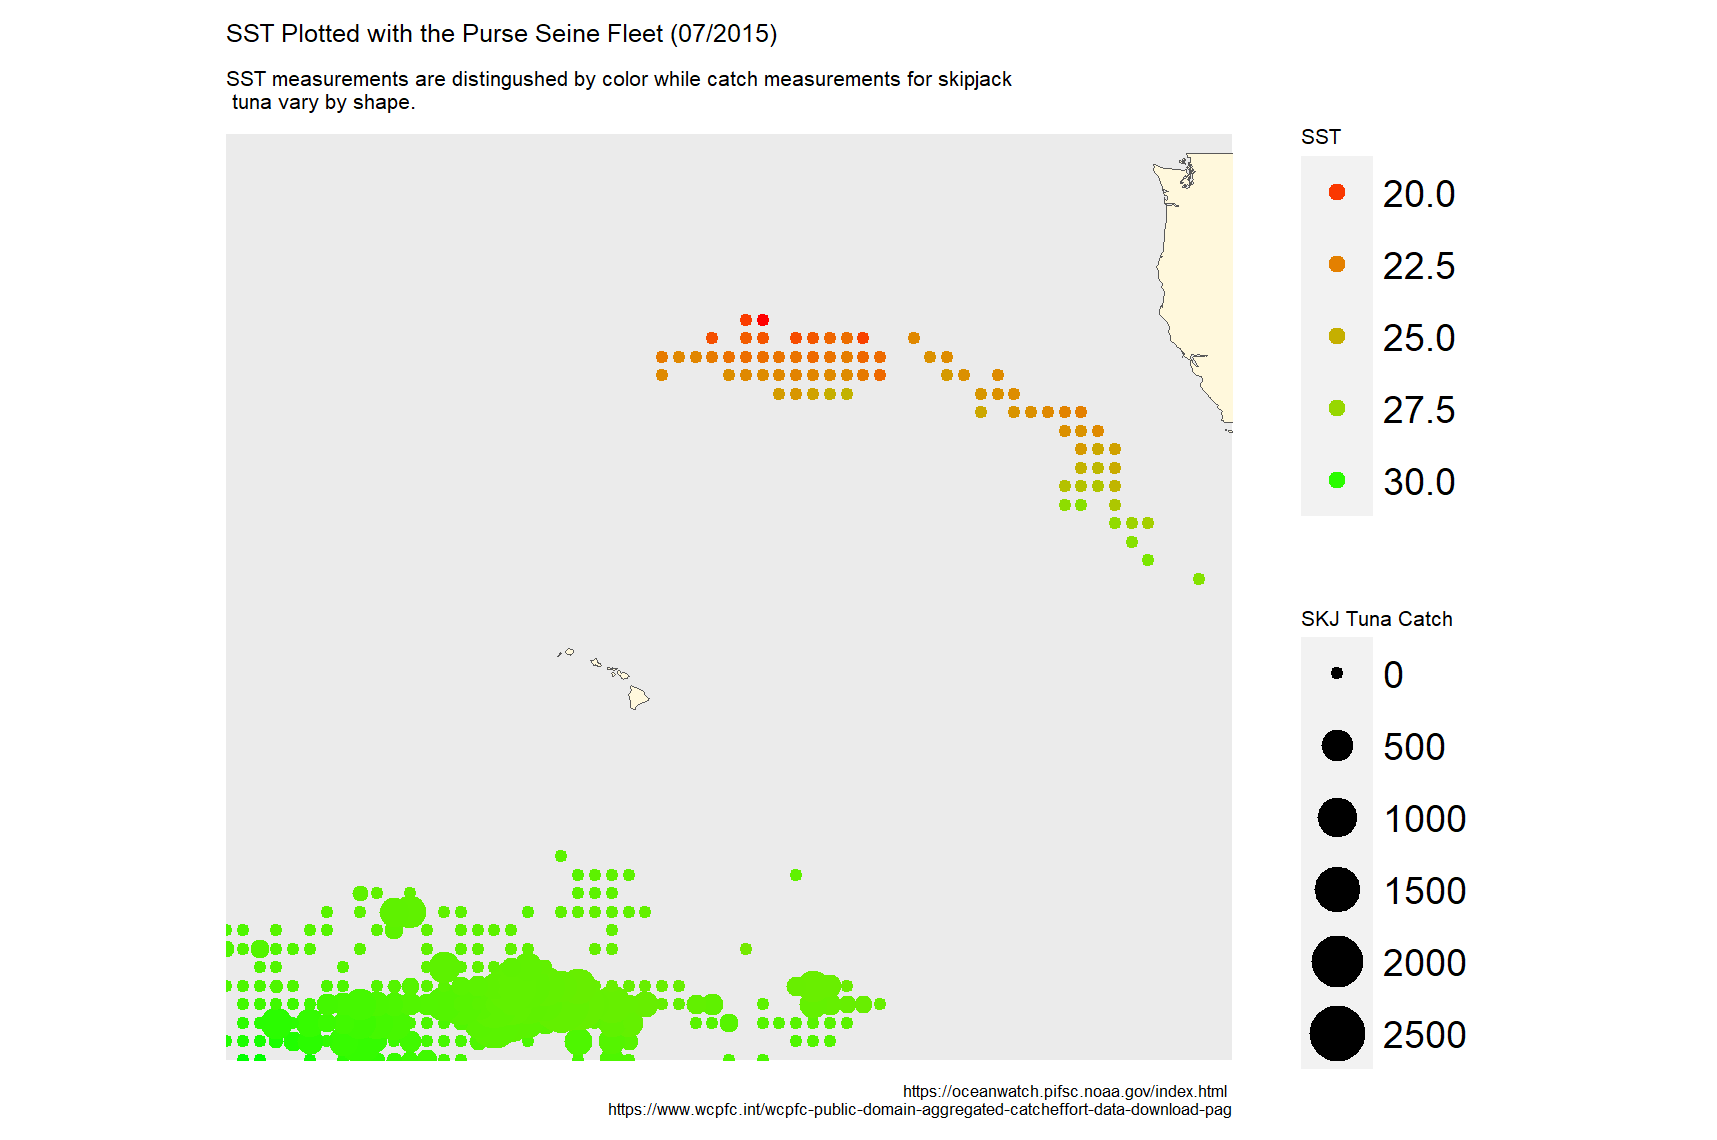 SST Plotted with the Purse Seine Fleet (07/2015)
SST measurements are distingushed by color while catch measurements for skipjack
tuna vary by shape.
SST
20.0
22.5
25.0
27.5
30.0
SKJ Tuna Catch
0
500
1000
1500
2000
2500
https://oceanwatch.pifsc.noaa.gov/index.html
https://www.wcpfc.int/wcpfc-public-domain-aggregated-catcheffort-data-download-pag